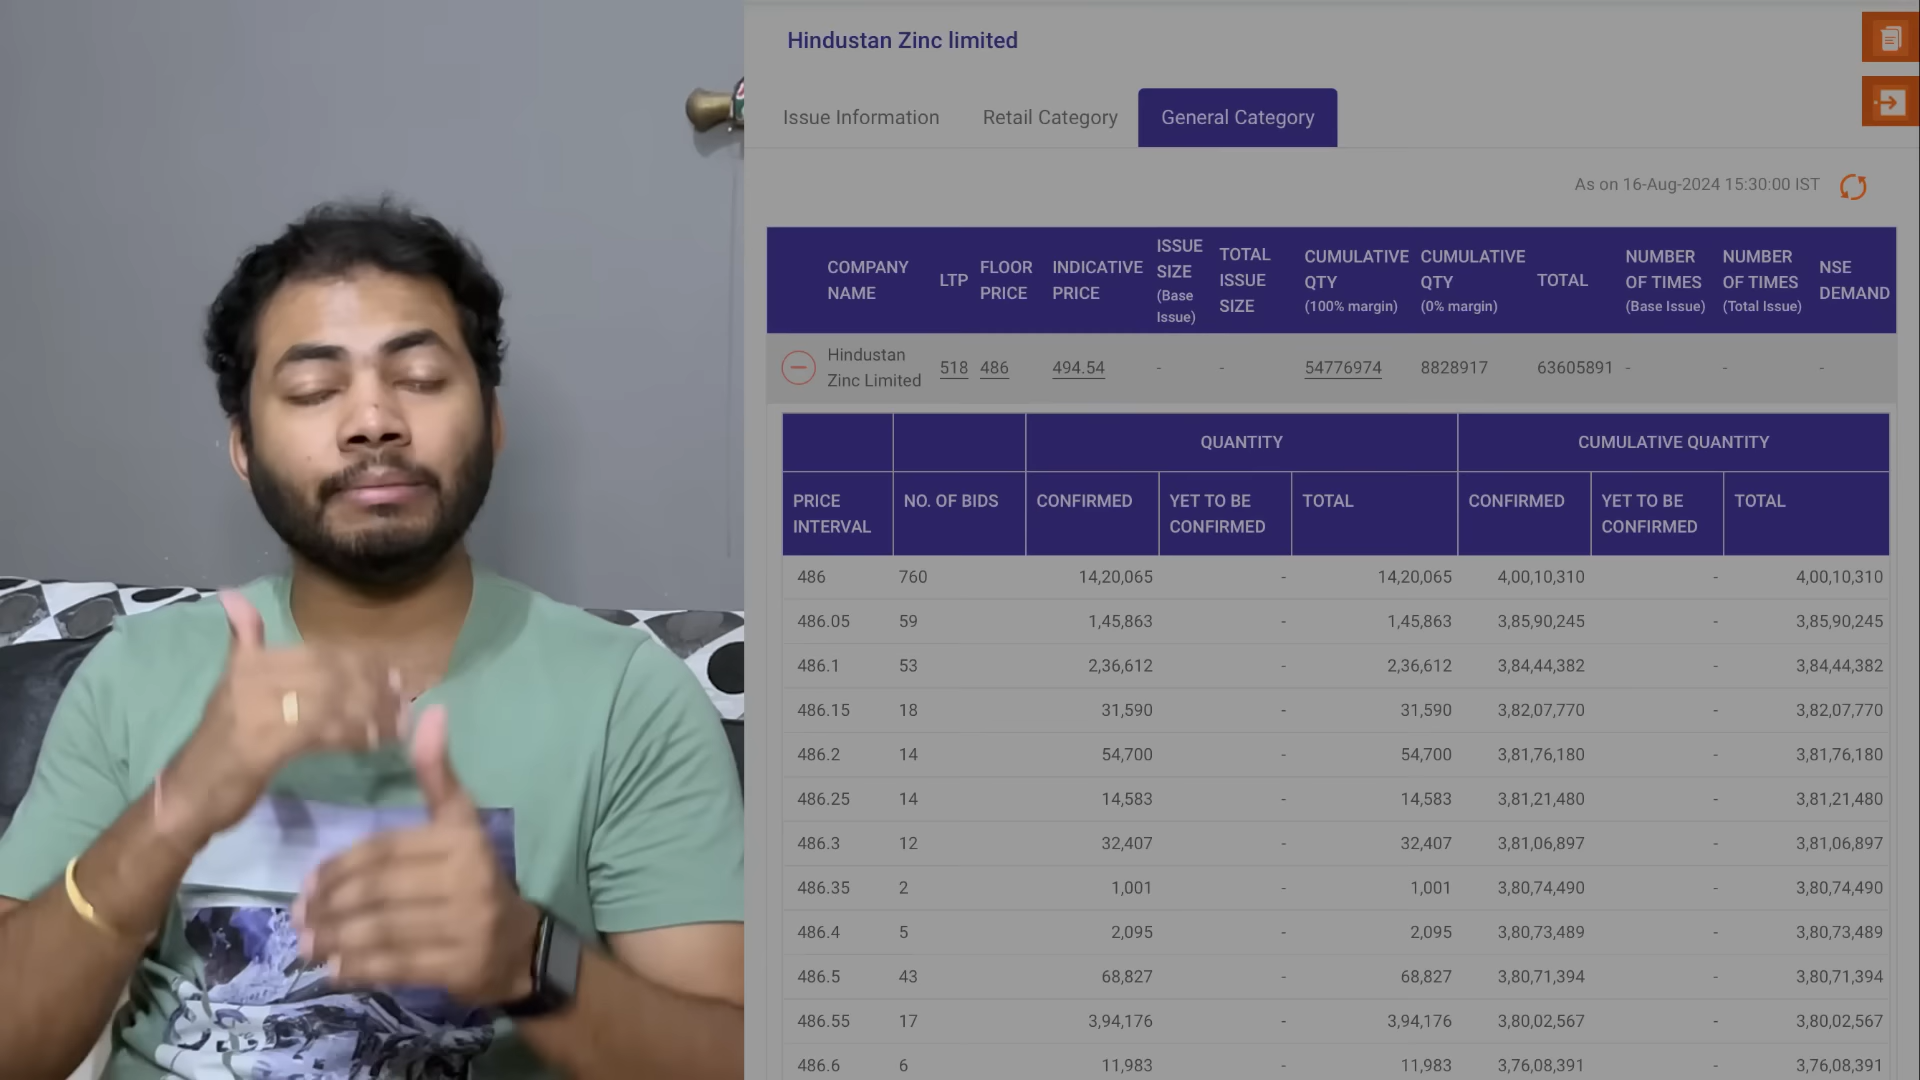 Hindustan Zinc limited
Issue Information Retail Category General Category
As on 16-Aug-2024 15:30:00 IST
COMPANY NAME LTP FLOOR PRICE INDICATIVE PRICE ISSUE SIZE (Base Issue) TOTAL ISSUE SIZE CUMULATIVE QTY (100% margin) CUMULATIVE QTY (0% margin) TOTAL NUMBER OF TIMES (Base Issue) NUMBER OF TIMES (Total Issue) NSE DEMAND
Hindustan Zinc Limited 518 486 494.54 - - 54776974 8828917 63605891 - - -
QUANTITY CUMULATIVE QUANTITY
PRICE INTERVAL NO. OF BIDS CONFIRMED YET TO BE CONFIRMED TOTAL CONFIRMED YET TO BE CONFIRMED TOTAL
486 760 14,20,065 - 14,20,065 4,00,10,310 - 4,00,10,310
486.05 59 1,45,863 - 1,45,863 3,85,90,245 - 3,85,90,245
486.1 53 2,36,612 - 2,36,612 3,84,44,382 - 3,84,44,382
486.15 18 31,590 - 31,590 3,82,07,770 - 3,82,07,770
486.2 14 54,700 - 54,700 3,81,76,180 - 3,81,76,180
486.25 14 14,583 - 14,583 3,81,21,480 - 3,81,21,480
486.3 12 32,407 - 32,407 3,81,06,897 - 3,81,06,897
486.35 2 1,001 - 1,001 3,80,74,490 - 3,80,74,490
486.4 5 2,095 - 2,095 3,80,73,489 - 3,80,73,489
486.5 43 68,827 - 68,827 3,80,71,394 - 3,80,71,394
486.55 17 3,94,176 - 3,94,176 3,80,02,567 - 3,80,02,567
486.6 6 11,983 - 11,983 3,76,08,391 - 3,76,08,391